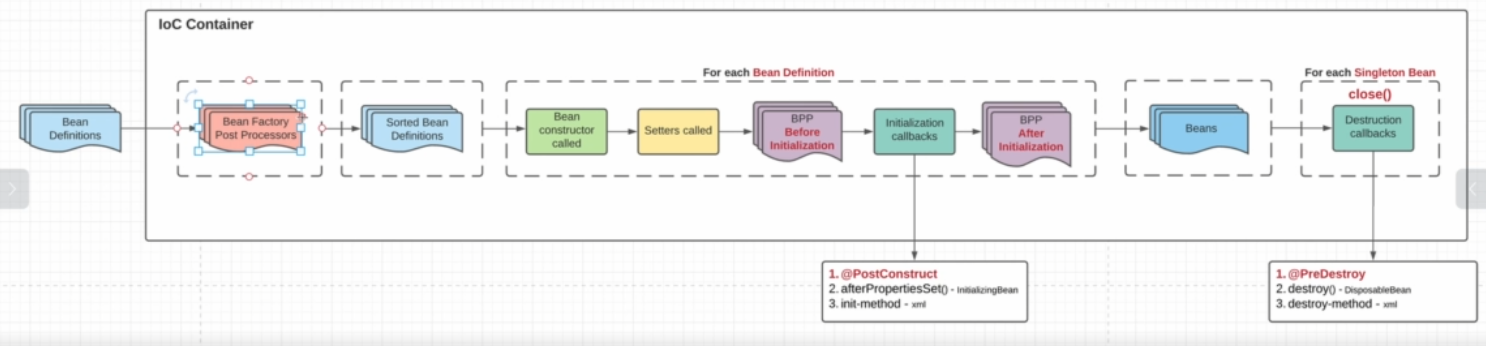 IoC Container
Bean
Definitions
Bean Factory
Post Processors
Sorted Bean
Definitions
For each Bean Definition
Bean
constructor
called
Setters called
BPP
Before
Initialization
Initialization
callbacks
BPP
After
Initialization
Beans
For each Singleton Bean
close()
Destruction
callbacks
1. @PostConstruct
2. afterPropertiesSet() - InitializingBean
3. init-method - xml
1. @PreDestroy
2. destroy() - DisposableBean
3. destroy-method - xml